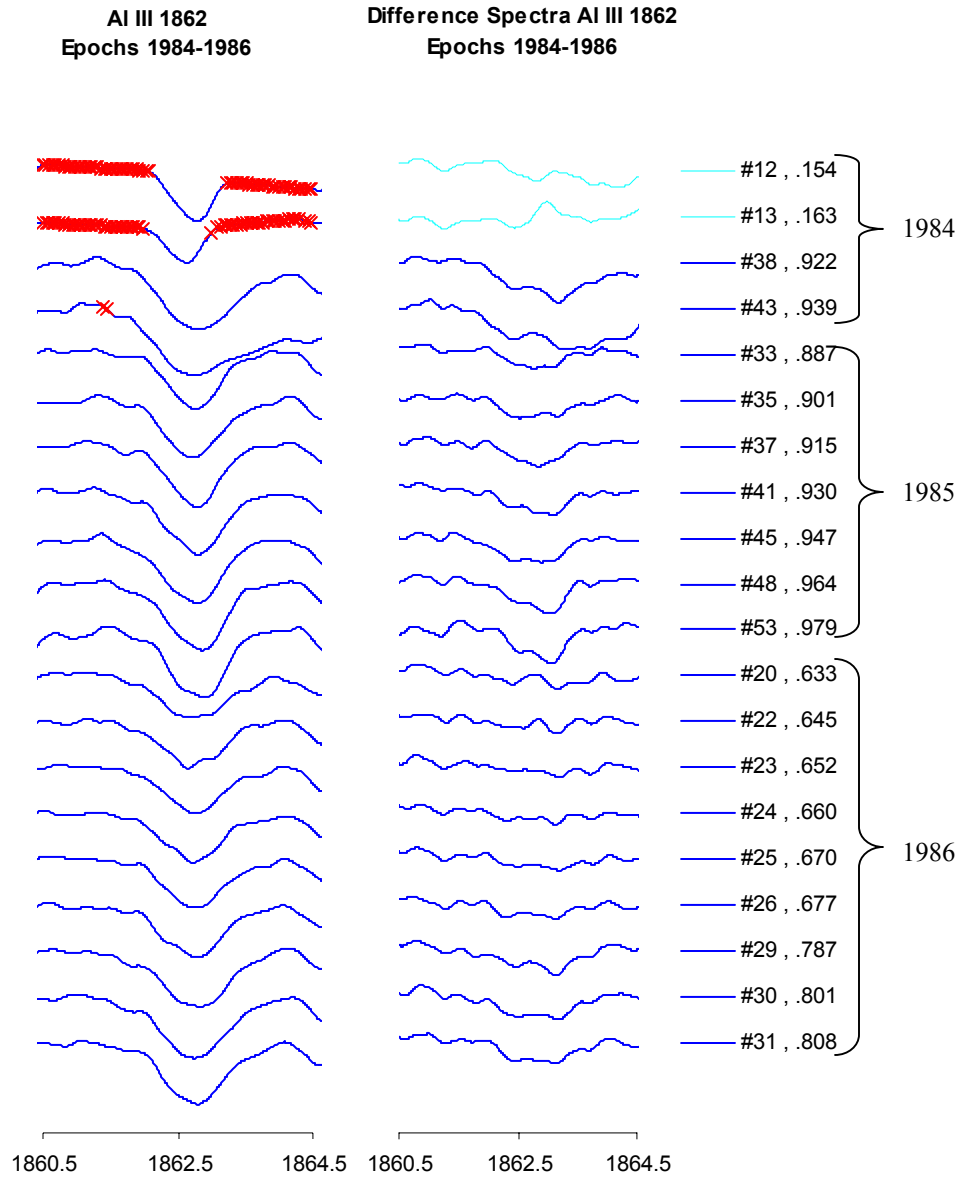 Al III 1862
Epochs 1984-1986
Difference Spectra Al III 1862
Epochs 1984-1986
#12 , .154
#13 , .163
#38 , .922
#43 , .939
1984
#33 , .887
#35 , .901
#37 , .915
#41 , .930
#45 , .947
#48 , .964
#53 , .979
1985
#20 , .633
#22 , .645
#23 , .652
#24 , .660
#25 , .670
#26 , .677
#29 , .787
#30 , .801
#31 , .808
1986
1860.5 1862.5 1864.5
1860.5 1862.5 1864.5